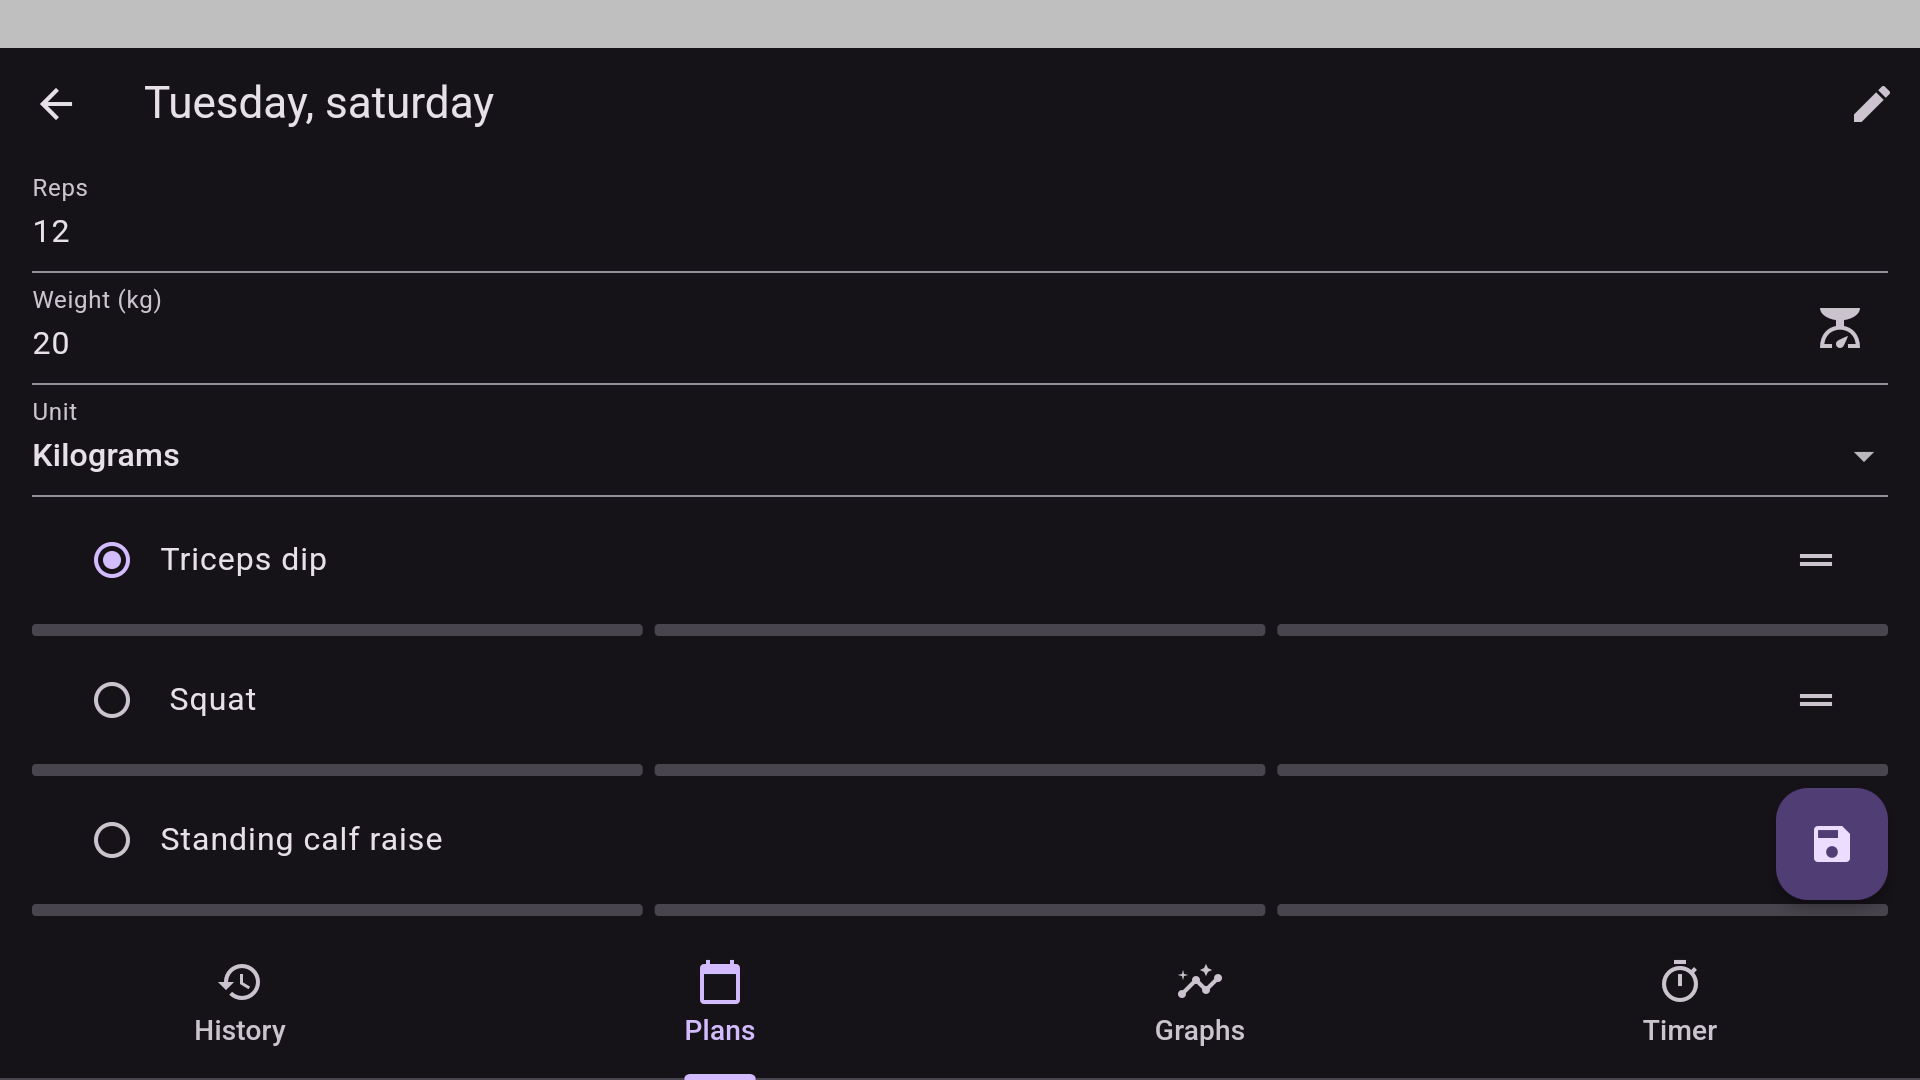 Tuesday, saturday
Reps
12
Weight (kg)
20
Unit
Kilograms
Triceps dip
Squat
Standing calf raise
History
Plans
Graphs
Timer